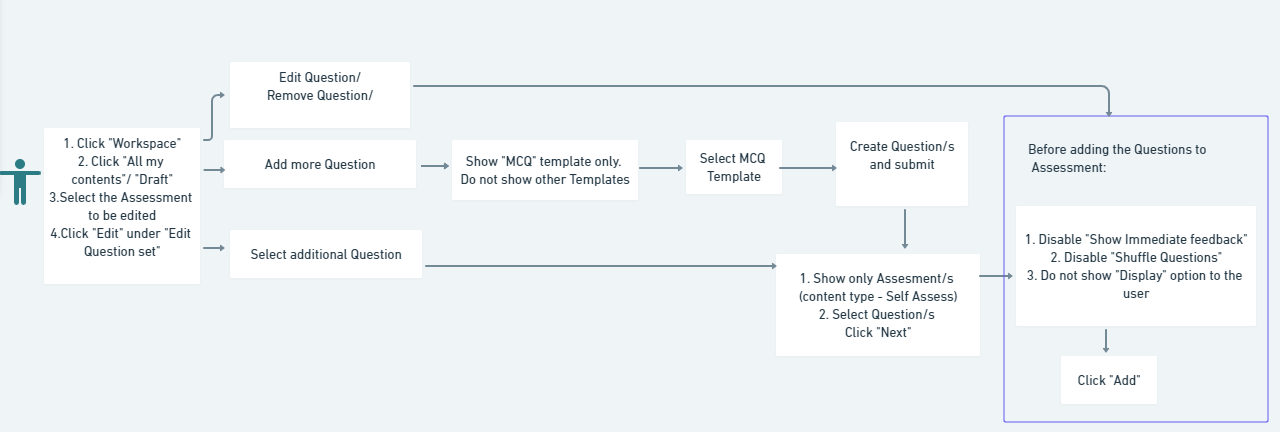 1. Click "Workspace"
2. Click "All my
contents"/ "Draft"
3.Select the Assessment
to be edited
4.Click "Edit" under "Edit
Question set"
Edit Question/
Remove Question/
Add more Question
Select additional Question
Show "MCQ" template only.
Do not show other Templates
Select MCQ
Template
Create Question/s
and submit
1. Show only Assesment/s
(content type - Self Assess)
2. Select Question/s
Click "Next"
Before adding the Questions to
Assessment:
1. Disable "Show Immediate feedback"
2. Disable "Shuffle Questions"
3. Do not show "Display" option to the
user
Click "Add"